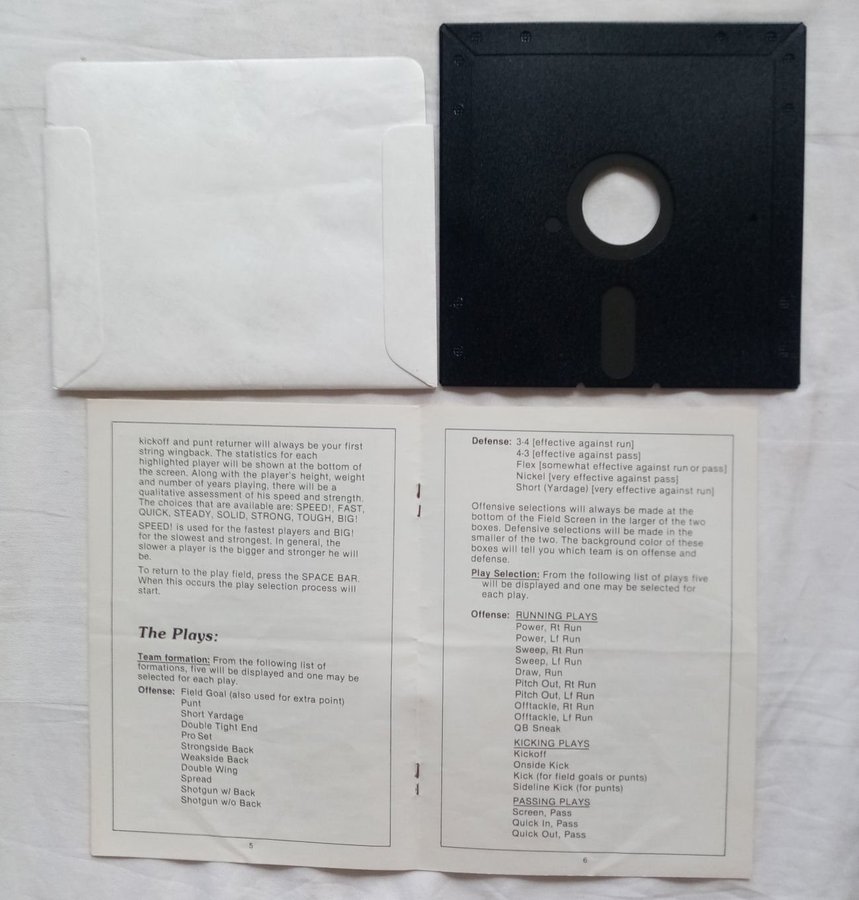 kickoff and punt returner will always be your first
string wingback. The statistics for each
highlighted player will be shown at the bottom of
the screen. Along with the player's height, weight
and number of years playing, there will be a
qualitative assessment of his speed and strength.
The choices that are available are: SPEED!, FAST,
QUICK, STEADY, SOLID, STRONG, TOUGH, BIG!
SPEED! is used for the fastest players and BIG!
for the slowest and strongest. In general, the
slower a player is the bigger and stronger he will
be.
To return to the play field, press the SPACE BAR.
When this occurs the play selection process will
start.
The Plays:
Team formation: From the following list of
formations, five will be displayed and one may be
selected for each play.
Offense: Field Goal (also used for extra point)
Punt
Short Yardage
Double Tight End
Pro Set
Strongside Back
Weakside Back
Double Wing
Spread
Shotgun w/ Back
Shotgun w/o Back
5
Defense: 3-4 [effective against run]
4-3 [effective against pass]
Flex [somewhat effective against run or pass]
Nickel [very effective against pass]
Short (Yardage) [very effective against run]
Offensive selections will always be made at the
bottom of the Field Screen in the larger of the two
boxes. Defensive selections will be made in the
smaller of the two. The background color of these
boxes will tell you which team is on offense and
defense.
Play Selection: From the following list of plays five
will be displayed and one may be selected for
each play.
Offense: RUNNING PLAYS
Power, Rt Run
Power, Lf Run
Sweep, Rt Run
Sweep, Lf Run
Draw, Run
Pitch Out, Rt Run
Pitch Out, Lf Run
Offtackle, Rt Run
Offtackle, Lf Run
QB Sneak
KICKING PLAYS
Kickoff
Onside Kick
Kick (for field goals or punts)
Sideline Kick (for punts)
PASSING PLAYS
Screen, Pass
Quick In, Pass
Quick Out, Pass
6